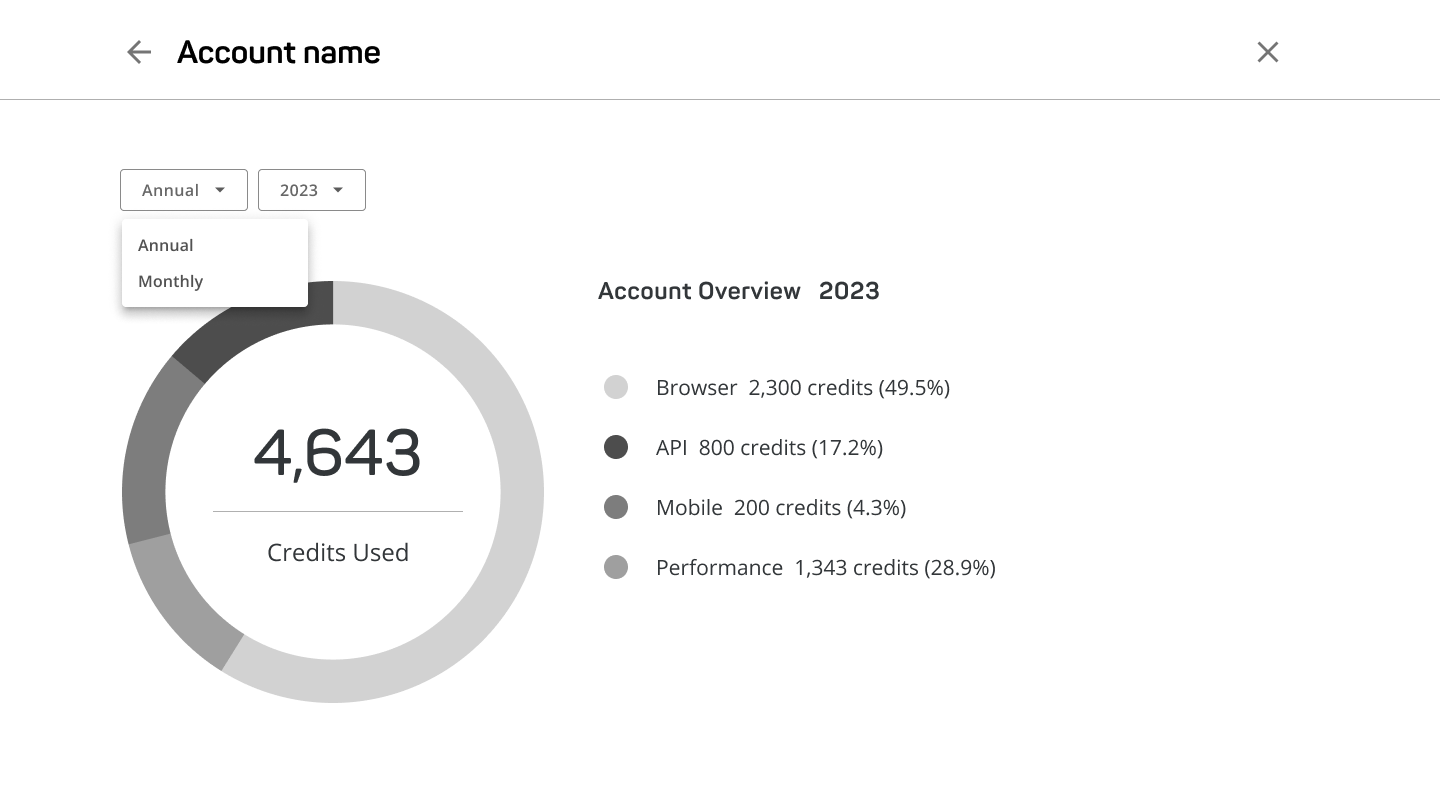 Account name
Annual
2023
Annual
Monthly
Account Overview 2023
4,643
Credits Used
Browser 2,300 credits (49.5%)
API 800 credits (17.2%)
Mobile 200 credits (4.3%)
Performance 1,343 credits (28.9%)